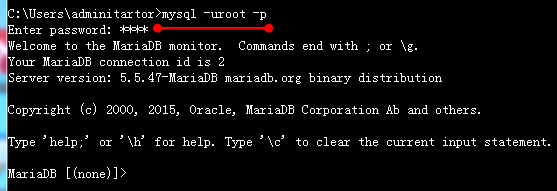 C:\Users\adminitartor>mysql -uroot -p
Enter password: ****
Welcome to the MariaDB monitor.  Commands end with ; or \g.
Your MariaDB connection id is 2
Server version: 5.5.47-MariaDB mariadb.org binary distribution
Copyright (c) 2000, 2015, Oracle, MariaDB Corporation Ab and others.
Type 'help;' or '\h' for help. Type '\c' to clear the current input statement.
MariaDB [(none)]>